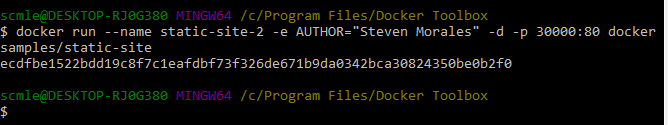 scmle@DESKTOP-RJ0G380 MINGW64 /c/Program Files/Docker Toolbox
$ docker run --name static-site-2 -e AUTHOR="Steven Morales" -d -p 30000:80 docker
samples/static-site
ecdfbe1522bdd19c8f7c1eafdbf73f326de671b9da0342bca30824350be0b2f0

scmle@DESKTOP-RJ0G380 MINGW64 /c/Program Files/Docker Toolbox
$